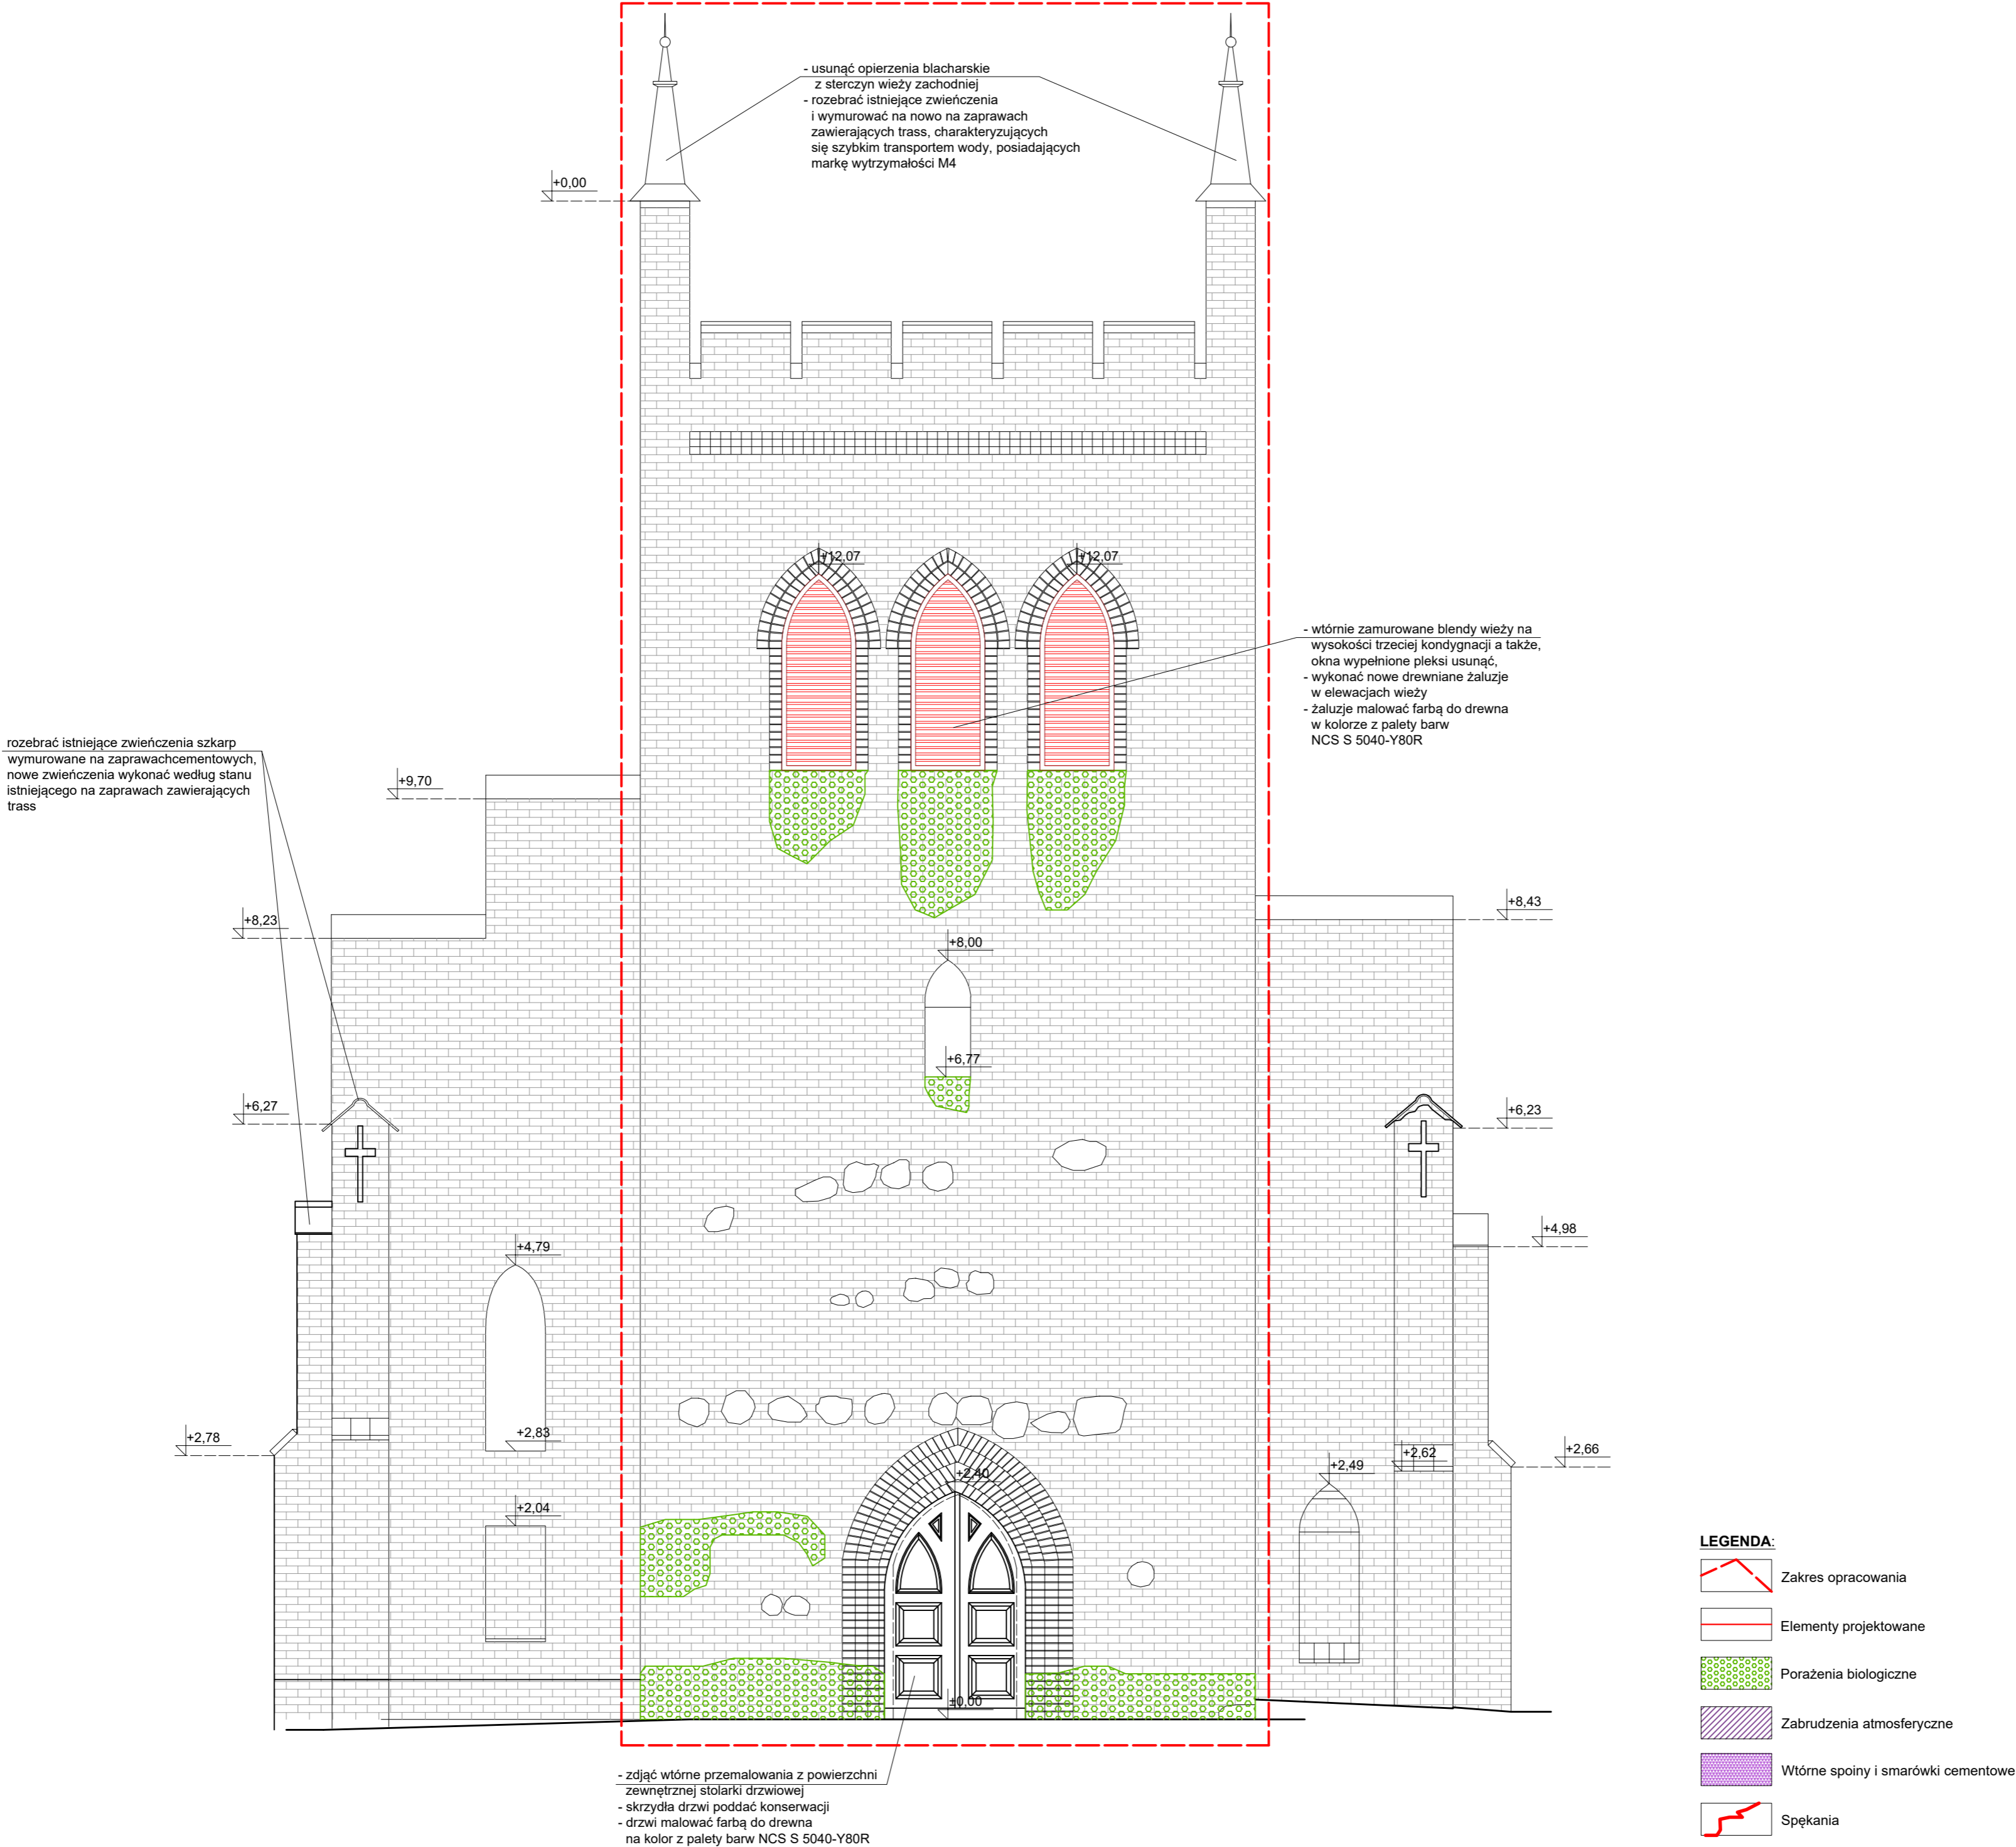 - usunąć opierzenia blacharskie
z sterczyn wieży zachodniej
- rozebrać istniejące zwieńczenia
i wymurować na nowo na zaprawach
zawierających trass, charakteryzujących
się szybkim transportem wody, posiadających
markę wytrzymałości M4
+0,00
+12,07
+12,07
- wtórnie zamurowane blendy wieży na
wysokości trzeciej kondygnacji a także,
okna wypełnione pleksi usunąć,
- wykonać nowe drewniane żaluzje
w elewacjach wieży
- żaluzje malować farbą do drewna
w kolorze z palety barw
NCS S 5040-Y80R
rozebrać istniejące zwieńczenia szkarp
wymurowane na zaprawachcementowych,
nowe zwieńczenia wykonać według stanu
istniejącego na zaprawach zawierających
trass
+9,70
+8,23
+8,43
+8,00
+6,77
+6,27
+6,23
+4,98
+4,79
+2,83
+2,78
+2,62
+2,66
+2,49
+2,40
+2,04
±0,00
- zdjąć wtórne przemalowania z powierzchni
zewnętrznej stolarki drzwiowej
- skrzydła drzwi poddać konserwacji
- drzwi malować farbą do drewna
na kolor z palety barw NCS S 5040-Y80R
LEGENDA:
Zakres opracowania
Elementy projektowane
Porażenia biologiczne
Zabrudzenia atmosferyczne
Wtórne spoiny i smarówki cementowe
Spękania